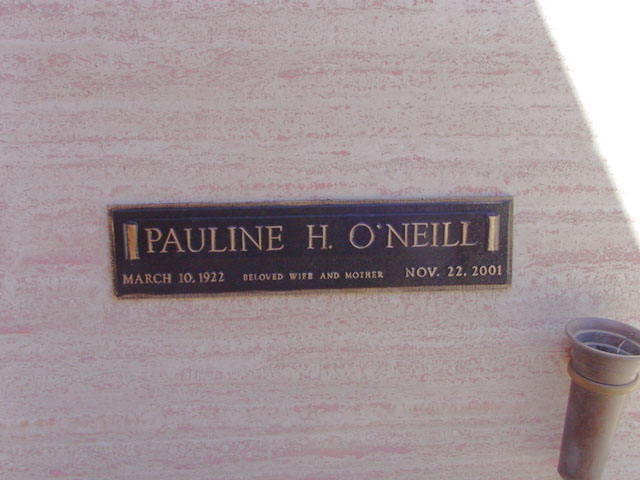 PAULINE H. O'NEILL
MARCH 10, 1922 BELOVED WIFE AND MOTHER NOV. 22, 2001